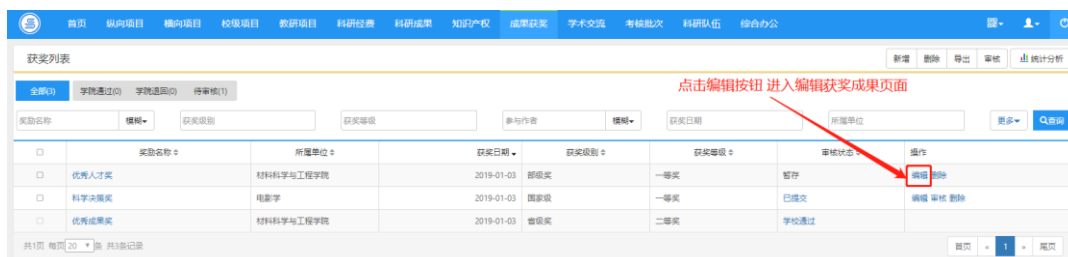 首页 纵向项目 横向项目 校级项目 教研项目 科研经费 科研成果 知识产权 成果获奖 学术交流 考核批次 科研队伍 综合办公
获奖列表 新增 删除 导出 审核 统计分析
全部(3) 学院通过(0) 学院退回(0) 待审核(1)
点击编辑按钮 进入编辑获奖成果页面
奖励名称 模糊 获奖级别 获奖等级 参与作者 模糊 获奖日期 所属单位 更多 查询
奖励名称 所属单位 获奖日期 获奖级别 获奖等级 审核状态 操作
优秀人才奖 材料科学与工程学院 2019-01-03 部级奖 一等奖 暂存 编辑 删除
科学决策奖 电影学 2019-01-03 国家级 一等奖 已提交 编辑 审核 删除
优秀成果奖 材料科学与工程学院 2019-01-03 省级奖 二等奖 学校通过
共1页 每页 20 条 共3条记录 首页 « 1 » 尾页